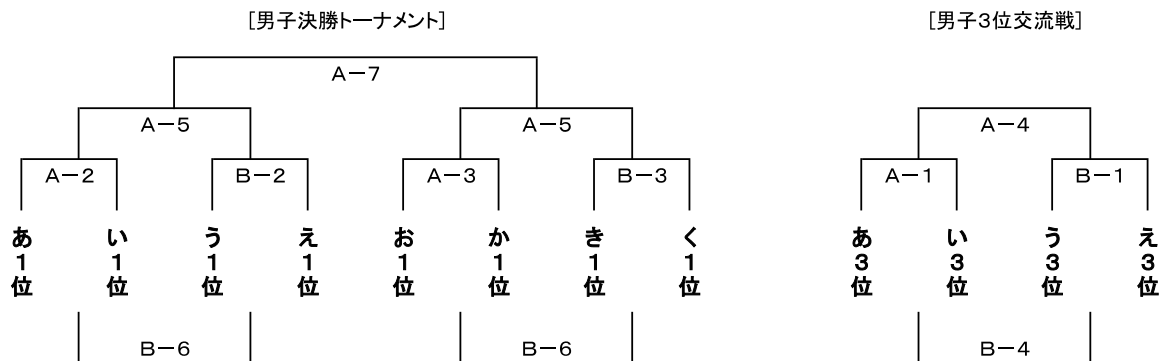 [男子決勝トーナメント]
[男子3位交流戦]
A-7
A-5
A-5
A-4
A-2
B-2
A-3
B-3
A-1
B-1
あ1位
い1位
う1位
え1位
お1位
か1位
き1位
く1位
あ3位
い3位
う3位
え3位
B-6
B-6
B-4